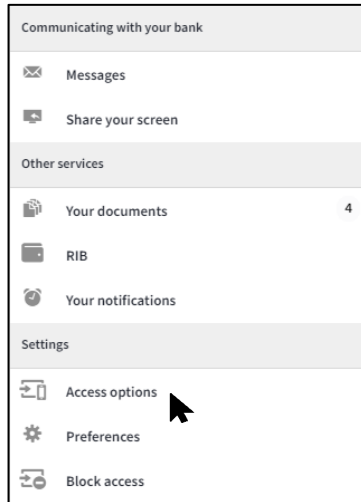 Communicating with your bank
Messages
Share your screen
Other services
Your documents 4
RIB
Your notifications
Settings
Access options
Preferences
Block access